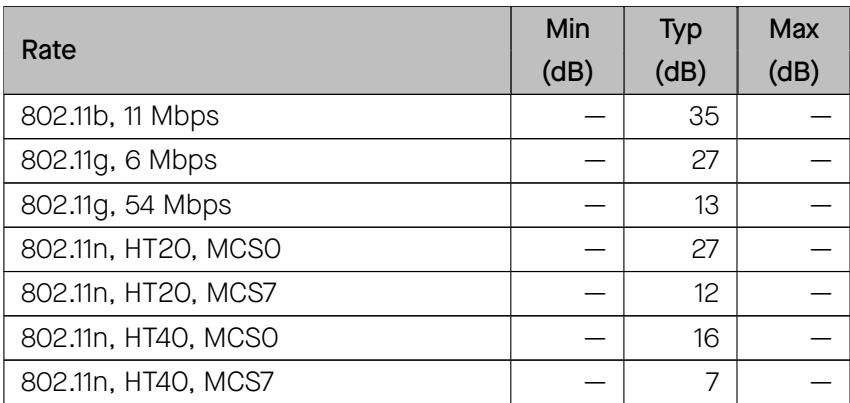 Rate Min (dB) Typ (dB) Max (dB)
802.11b, 11 Mbps — 35 —
802.11g, 6 Mbps — 27 —
802.11g, 54 Mbps — 13 —
802.11n, HT20, MCS0 — 27 —
802.11n, HT20, MCS7 — 12 —
802.11n, HT40, MCS0 — 16 —
802.11n, HT40, MCS7 — 7 —